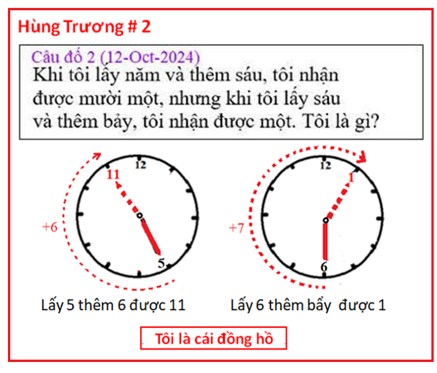 Hùng Trương # 2
Câu đố 2 (12-Oct-2024)
Khi tôi lấy năm và thêm sáu, tôi nhận
được mười một, nhưng khi tôi lấy sáu
và thêm bảy, tôi nhận được một. Tôi là gì?
12
11
+6
5
12
1
+7
6
Lấy 5 thêm 6 được 11
Lấy 6 thêm bẩy được 1
Tôi là cái đồng hồ